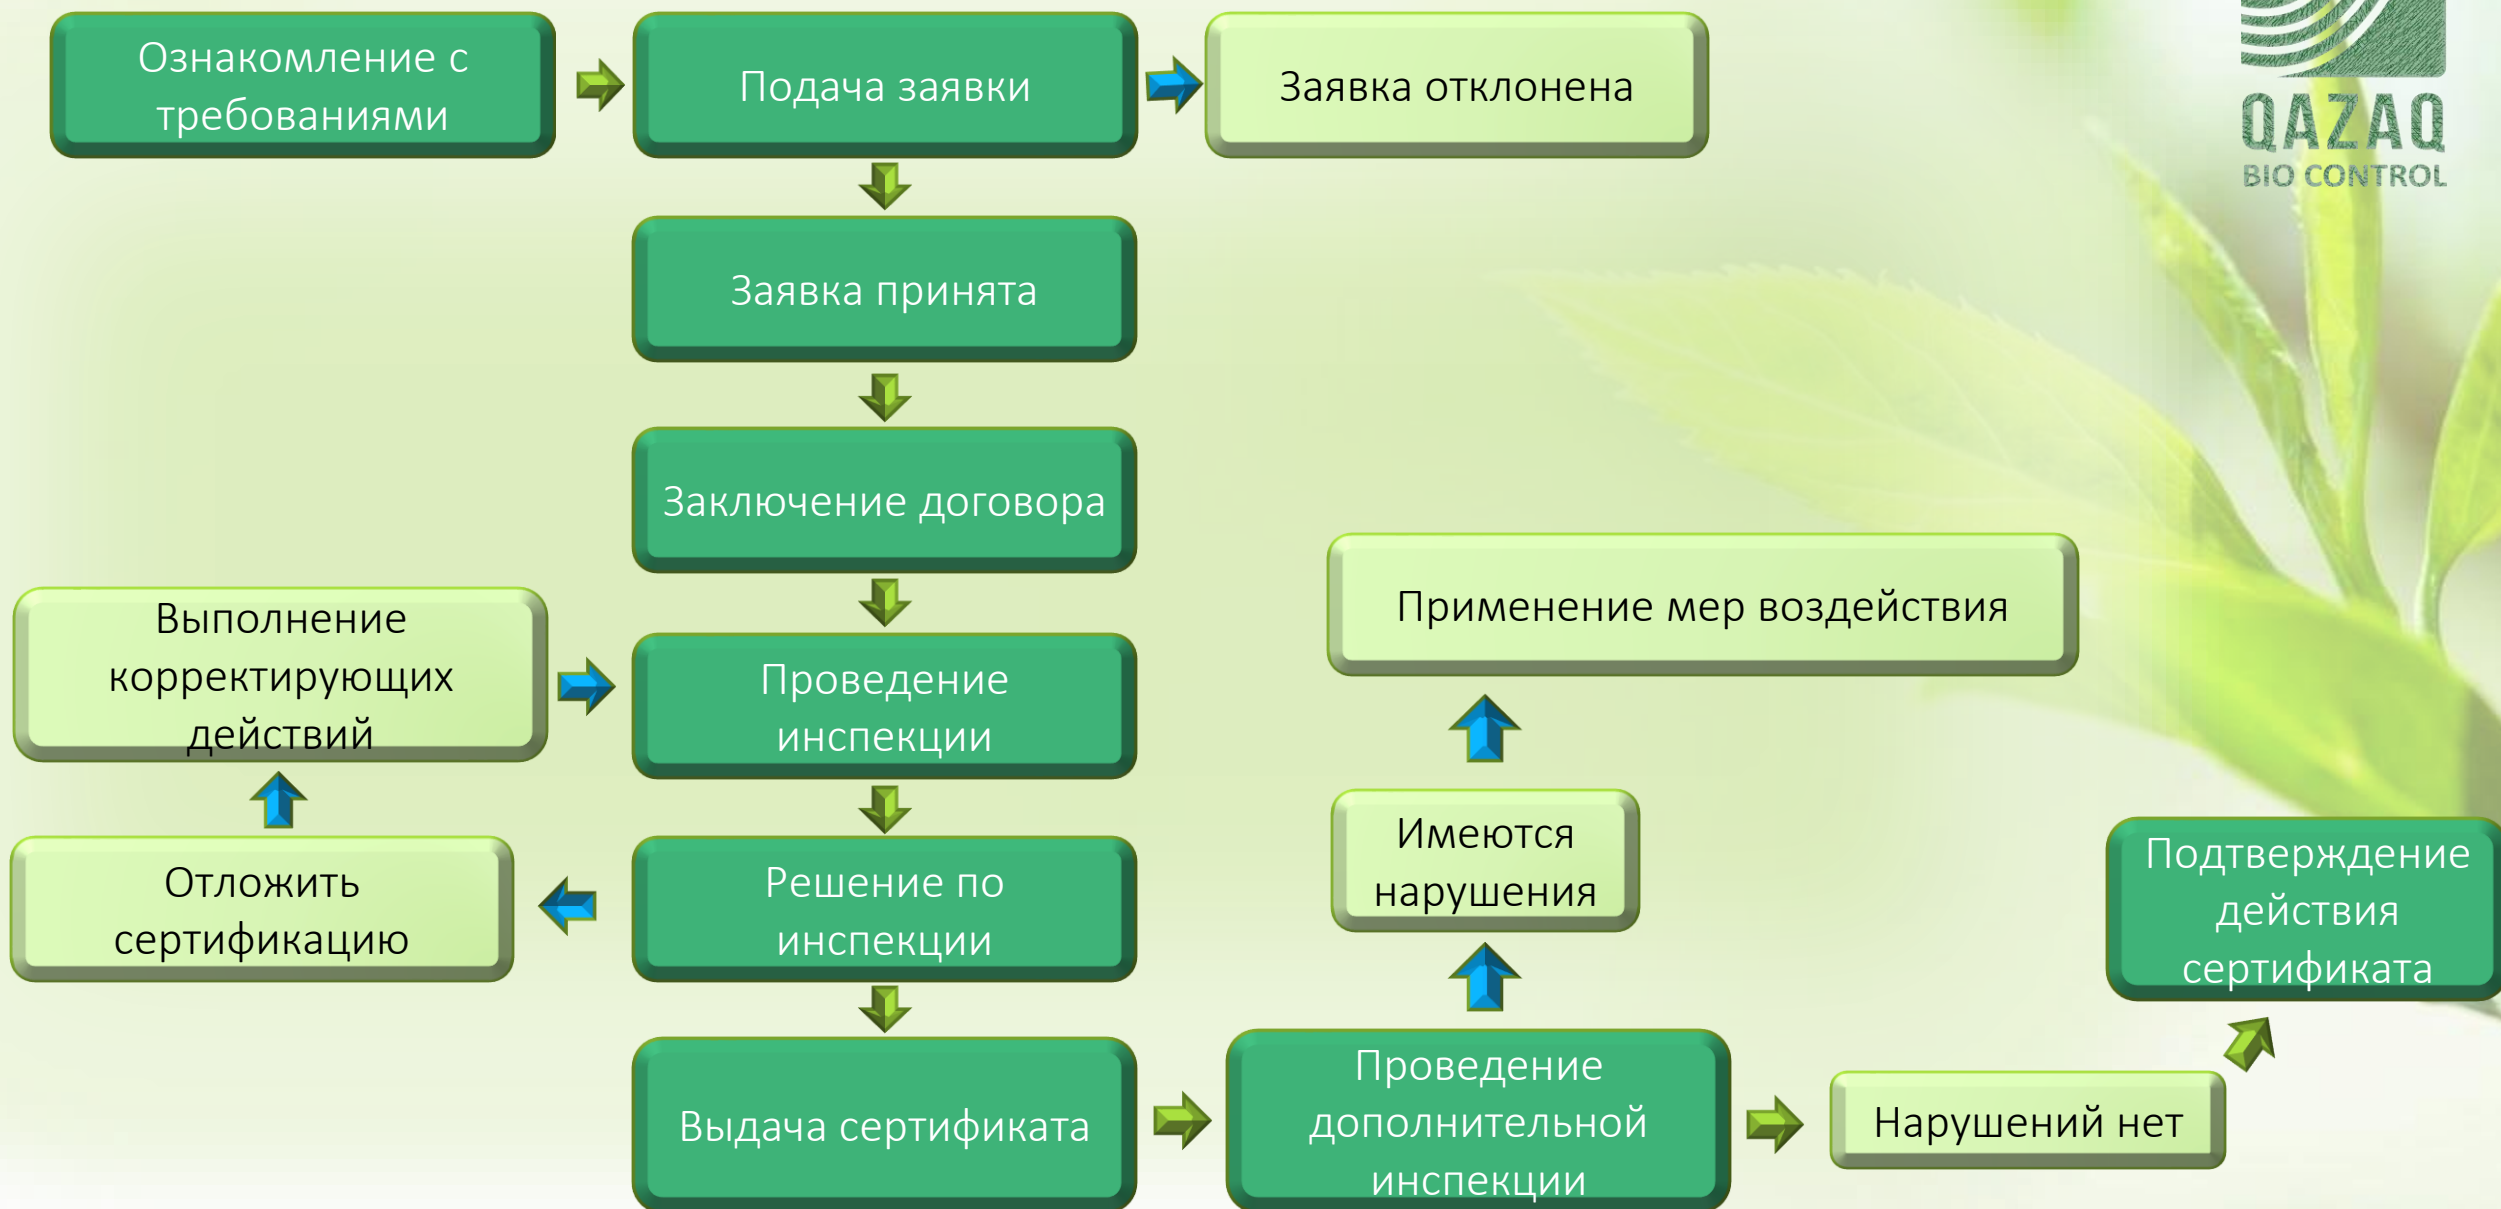 Ознакомление с
требованиями
Подача заявки
Заявка отклонена
QAZAQ
BIO CONTROL
Заявка принята
Заключение договора
Выполнение
корректирующих
действий
Проведение
инспекции
Применение мер воздействия
Отложить
сертификацию
Решение по
инспекции
Имеются
нарушения
Подтверждение
действия
сертификата
Выдача сертификата
Проведение
дополнительной
инспекции
Нарушений нет